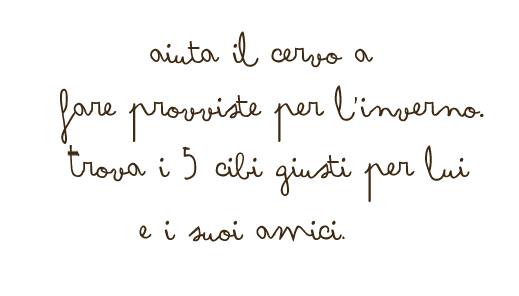 aiuta il cervo a
fare provviste per l'inverno.
trova i 5 cibi giusti per lui
e i suoi amici.